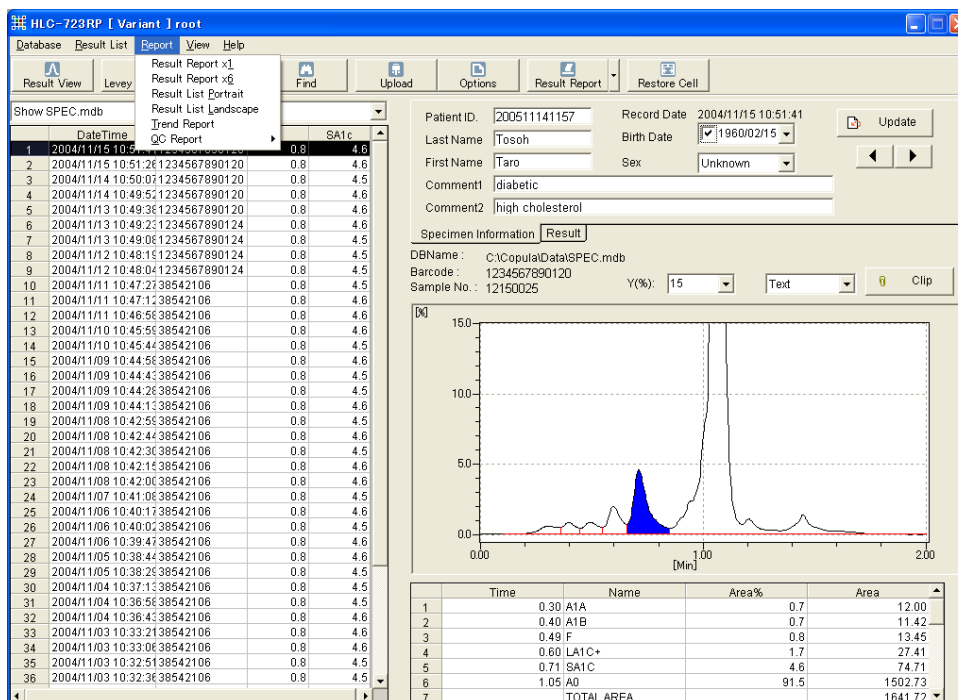 HLC-723RP [ Variant ] root
Database Result List Report View Help
Result View Levey Find Upload Options Result Report Restore Cell
Result Report x1
Result Report x6
Result List Portrait
Result List Landscape
Trend Report
QC Report
Show SPEC.mdb
DateTime SA1c
1 2004/11/15 10:51:41 1234567890120 0.8 4.6
2 2004/11/15 10:51:26 1234567890120 0.8 4.6
3 2004/11/14 10:50:07 1234567890120 0.8 4.5
4 2004/11/14 10:49:52 1234567890120 0.8 4.6
5 2004/11/13 10:49:38 1234567890120 0.8 4.6
6 2004/11/13 10:49:23 1234567890124 0.8 4.6
7 2004/11/13 10:49:08 1234567890124 0.8 4.5
8 2004/11/12 10:48:19 1234567890124 0.8 4.6
9 2004/11/12 10:48:04 1234567890124 0.8 4.5
10 2004/11/11 10:47:27 38542106 0.8 4.6
11 2004/11/11 10:47:12 38542106 0.8 4.6
12 2004/11/11 10:46:58 38542106 0.8 4.6
13 2004/11/10 10:45:59 38542106 0.8 4.6
14 2004/11/10 10:45:44 38542106 0.8 4.5
15 2004/11/09 10:44:58 38542106 0.8 4.6
16 2004/11/09 10:44:43 38542106 0.8 4.5
17 2004/11/09 10:44:28 38542106 0.8 4.5
18 2004/11/09 10:44:13 38542106 0.8 4.6
19 2004/11/08 10:42:59 38542106 0.8 4.5
20 2004/11/08 10:42:44 38542106 0.8 4.6
21 2004/11/08 10:42:30 38542106 0.8 4.5
22 2004/11/08 10:42:15 38542106 0.8 4.6
23 2004/11/08 10:42:00 38542106 0.8 4.6
24 2004/11/07 10:41:08 38542106 0.8 4.5
25 2004/11/06 10:40:17 38542106 0.8 4.6
26 2004/11/06 10:40:02 38542106 0.8 4.5
27 2004/11/06 10:39:47 38542106 0.8 4.6
28 2004/11/05 10:38:44 38542106 0.8 4.6
29 2004/11/05 10:38:29 38542106 0.8 4.5
30 2004/11/04 10:37:13 38542106 0.8 4.5
31 2004/11/04 10:36:58 38542106 0.8 4.6
32 2004/11/04 10:36:43 38542106 0.8 4.6
33 2004/11/03 10:33:21 38542106 0.8 4.6
34 2004/11/03 10:33:06 38542106 0.8 4.6
35 2004/11/03 10:32:51 38542106 0.8 4.5
36 2004/11/03 10:32:36 38542106 0.8 4.5
Patient ID. 200511141157 Record Date 2004/11/15 10:51:41 Update
Last Name Tosoh Birth Date 1960/02/15
First Name Taro Sex Unknown
Comment1 diabetic
Comment2 high cholesterol
Specimen Information Result
DBName : C:\Copula\Data\SPEC.mdb
Barcode : 1234567890120
Sample No. : 12150025 Y(%): 15 Text Clip
[%]
15.0
10.0
5.0
0.0
0.00 1.00 2.00
[Min]
Time Name Area% Area
1 0.30 A1A 0.7 12.00
2 0.40 A1B 0.7 11.42
3 0.49 F 0.8 13.45
4 0.60 LA1C+ 1.7 27.41
5 0.71 SA1C 4.6 74.71
6 1.05 A0 91.5 1502.73
7 TOTAL AREA 1641.72